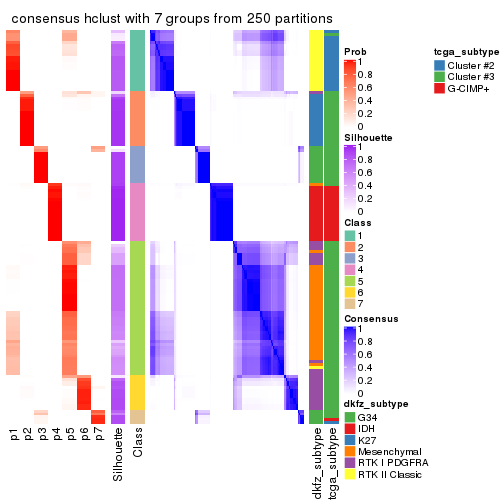 consensus hclust with 7 groups from 250 partitions
p1
p2
p3
p4
p5
p6
p7
Silhouette
Class
dkfz_subtype
tcga_subtype
Prob
1
0.8
0.6
0.4
0.2
0
Silhouette
1
0.8
0.6
0.4
0.2
0
Class
1
2
3
4
5
6
7
Consensus
1
0.8
0.6
0.4
0.2
0
dkfz_subtype
G34
IDH
K27
Mesenchymal
RTK I PDGFRA
RTK II Classic
tcga_subtype
Cluster #2
Cluster #3
G-CIMP+